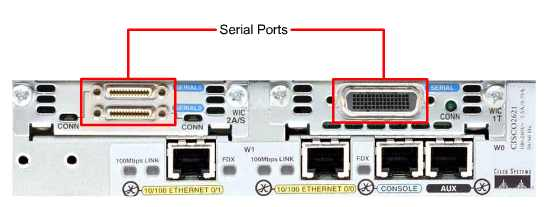 Serial Ports
SERIAL1
SERIAL0
CONN
WIC
2A/S
CONN
SERIAL
CONN
WIC
1T
W1
W0
100Mbps LINK
FDX
100Mbps LINK
FDX
10/100 ETHERNET 0/1
10/100 ETHERNET 0/0
CONSOLE
AUX
CISCO2621
CISCO SYSTEMS